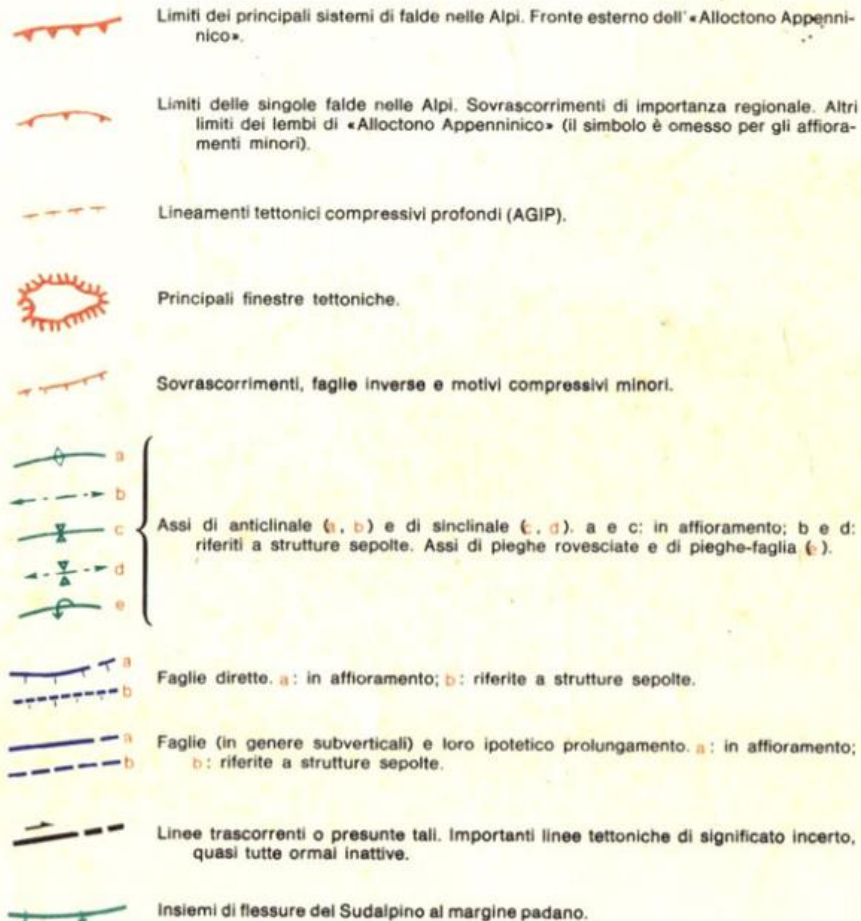 Limiti dei principali sistemi di falde nelle Alpi. Fronte esterno dell'«Alloctono Appenni-
nico».
Limiti delle singole falde nelle Alpi. Sovrascorrimenti di importanza regionale. Altri
limiti dei lembi di «Alloctono Appenninico» (il simbolo è omesso per gli affiora-
menti minori).
Lineamenti tettonici compressivi profondi (AGIP).
Principali finestre tettoniche.
Sovrascorrimenti, faglie inverse e motivi compressivi minori.
a
b
c
d
e
Assi di anticlinale (a, b) e di sinclinale (c, d). a e c: in affioramento; b e d:
riferiti a strutture sepolte. Assi di pieghe rovesciate e di pieghe-faglia (e).
a
b
Faglie dirette. a: in affioramento; b: riferite a strutture sepolte.
a
b
Faglie (in genere subverticali) e loro ipotetico prolungamento. a: in affioramento;
b: riferite a strutture sepolte.
Linee trascorrenti o presunte tali. Importanti linee tettoniche di significato incerto,
quasi tutte ormai inattive.
Insiemi di flessure del Sudalpino al margine padano.